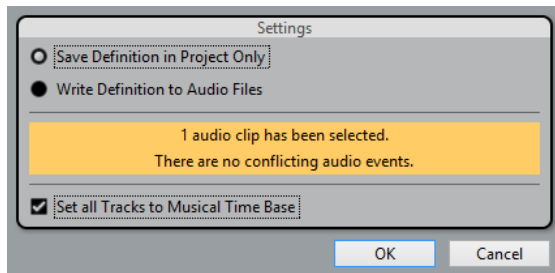 Settings
Save Definition in Project Only
Write Definition to Audio Files
1 audio clip has been selected.
There are no conflicting audio events.
Set all Tracks to Musical Time Base
OK Cancel